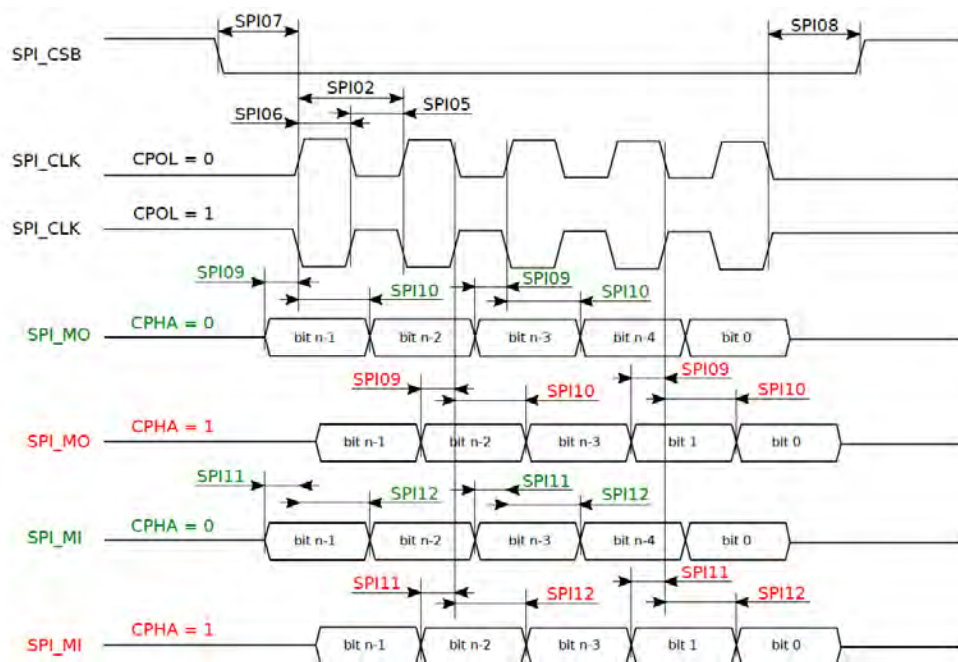 SPI07 SPI08
SPI_CSB
SPI02
SPI06 SPI05
SPI_CLK CPOL = 0
CPOL = 1
SPI_CLK
SPI09 SPI10 SPI09 SPI10
SPI_MO CPHA = 0 bit n-1 bit n-2 bit n-3 bit n-4 bit 0
SPI09 SPI10 SPI09 SPI10
SPI_MO CPHA = 1 bit n-1 bit n-2 bit n-3 bit 1 bit 0
SPI11 SPI12 SPI11 SPI12
SPI_MI CPHA = 0 bit n-1 bit n-2 bit n-3 bit n-4 bit 0
SPI11 SPI12 SPI11 SPI12
SPI_MI CPHA = 1 bit n-1 bit n-2 bit n-3 bit 1 bit 0